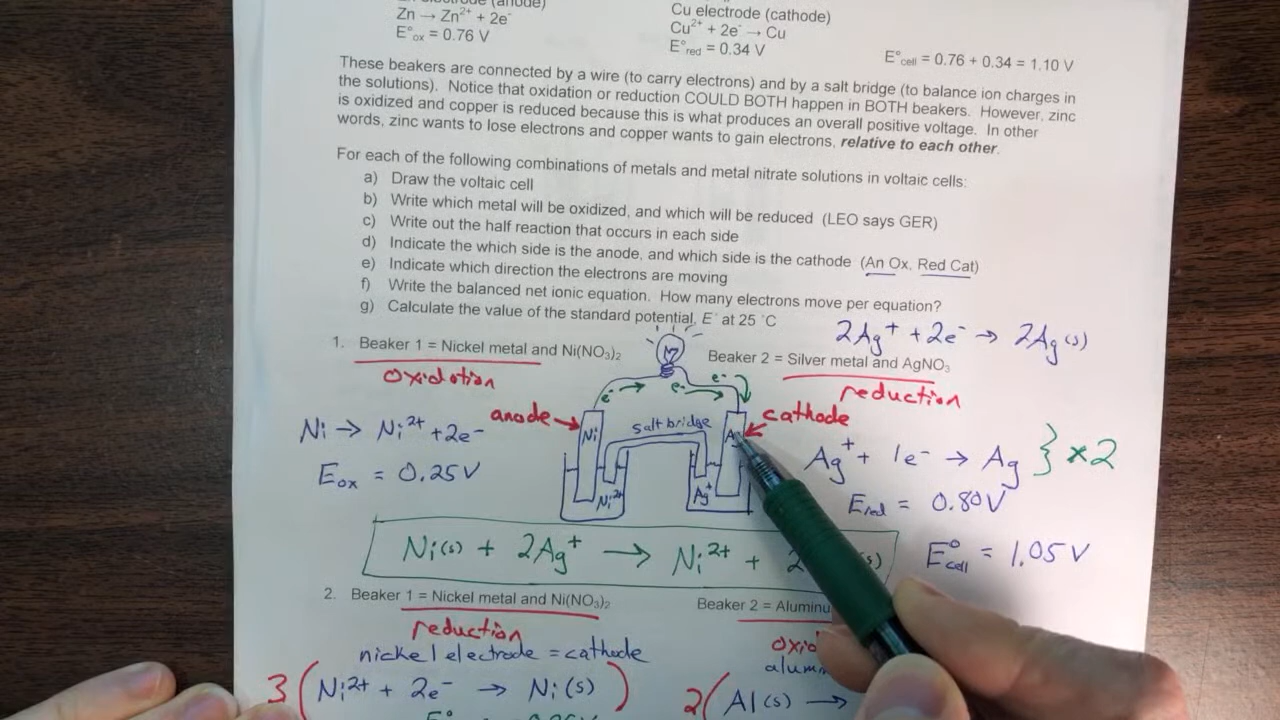 (anode)
Zn → Zn²⁺ + 2e⁻
E°ox = 0.76 V
Cu electrode (cathode)
Cu²⁺ + 2e⁻ → Cu
E°red = 0.34 V
E°cell = 0.76 + 0.34 = 1.10 V
These beakers are connected by a wire (to carry electrons) and by a salt bridge (to balance ion charges in
the solutions). Notice that oxidation or reduction COULD BOTH happen in BOTH beakers. However, zinc
is oxidized and copper is reduced because this is what produces an overall positive voltage. In other
words, zinc wants to lose electrons and copper wants to gain electrons, relative to each other.
For each of the following combinations of metals and metal nitrate solutions in voltaic cells:
a) Draw the voltaic cell
b) Write which metal will be oxidized, and which will be reduced (LEO says GER)
c) Write out the half reaction that occurs in each side
d) Indicate the which side is the anode, and which side is the cathode (An Ox, Red Cat)
e) Indicate which direction the electrons are moving
f) Write the balanced net ionic equation. How many electrons move per equation?
g) Calculate the value of the standard potential, E° at 25 °C
2Ag⁺ + 2e⁻ → 2Ag(s)
1. Beaker 1 = Nickel metal and Ni(NO₃)₂
Beaker 2 = Silver metal and AgNO₃
oxidation
reduction
e⁻ e⁻ e⁻
anode
cathode
Ni → Ni²⁺ + 2e⁻
Ni
salt bridge
Ag⁺ + 1e⁻ → Ag } ×2
Eox = 0.25V
Ni²⁺
Ag⁺
Ered = 0.80V
Ni(s) + 2Ag⁺ → Ni²⁺ +
E°cell = 1.05V
2. Beaker 1 = Nickel metal and Ni(NO₃)₂
Beaker 2 =
reduction
nickel electrode = cathode
3 ( Ni²⁺ + 2e⁻ → Ni(s) )
2( Al(s) →